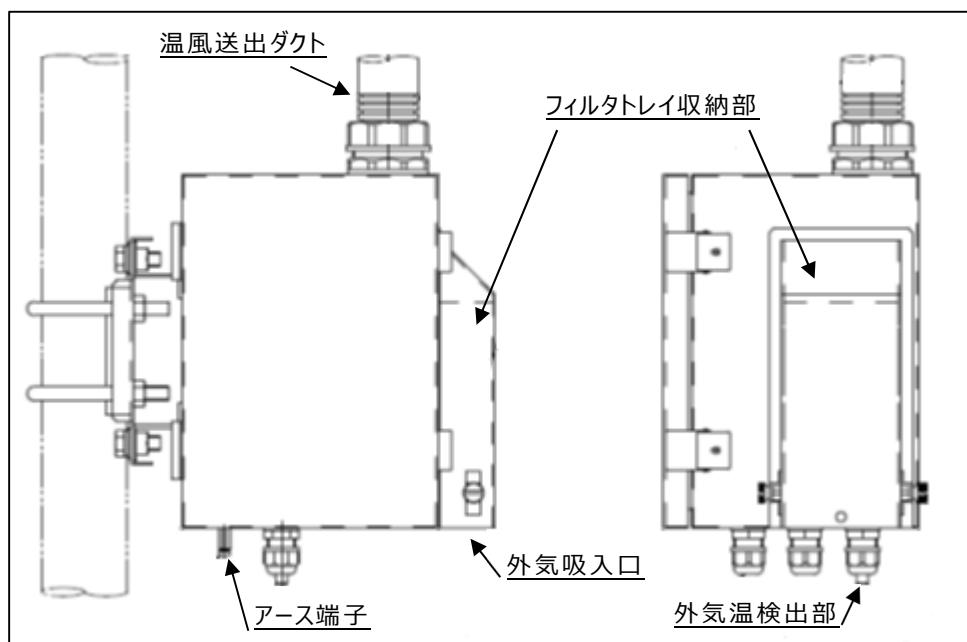 温風送出ダクト
フィルタトレイ収納部
外気吸入口
アース端子
外気温検出部